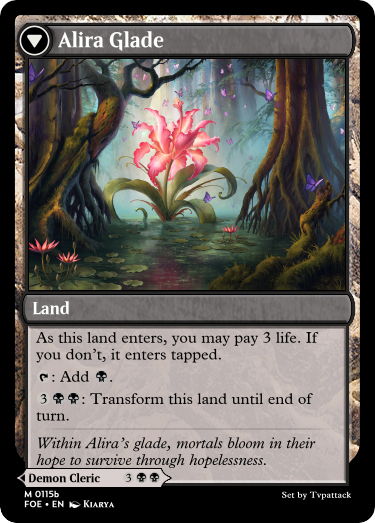 Alira Glade
Land
As this land enters, you may pay 3 life. If
you don't, it enters tapped.
: Add .
3 : Transform this land until end of
turn.
Within Alira's glade, mortals bloom in their
hope to survive through hopelessness.
Demon Cleric 3
M 0115b
FOE • EN Kiarya
Set by Tvpattack